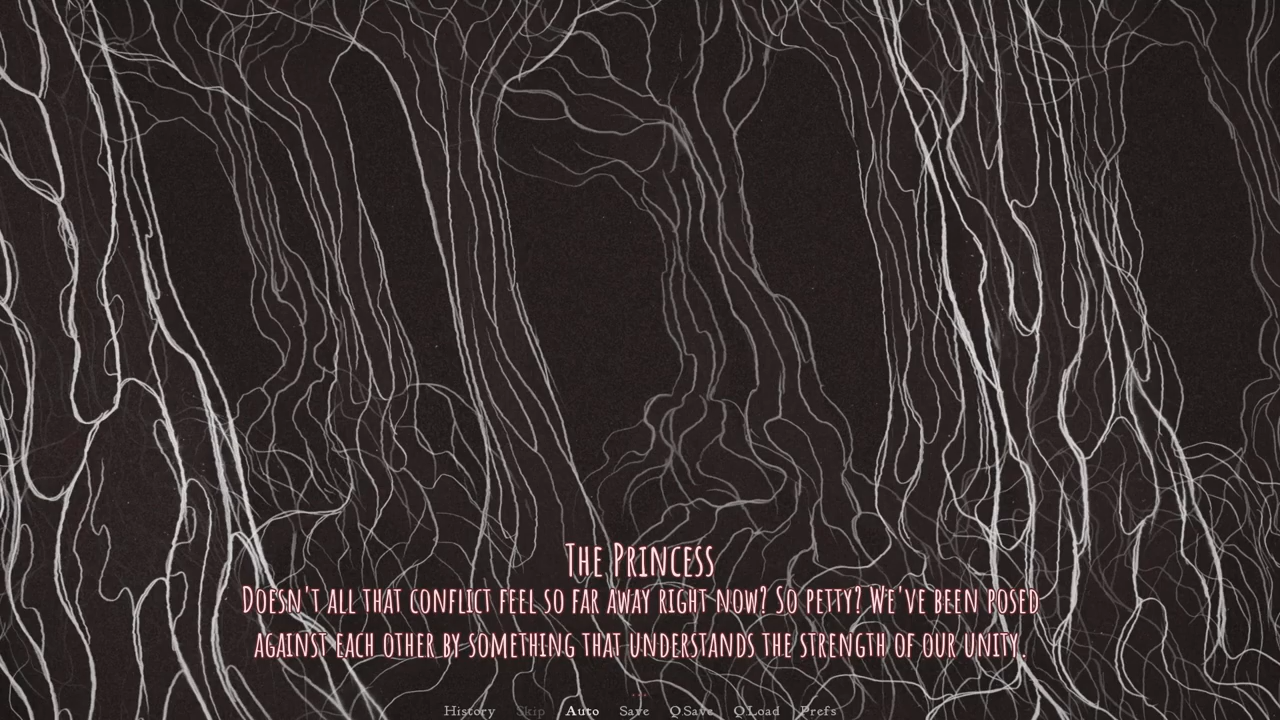 The Princess
Doesn't all that conflict feel so far away right now? So petty? We've been posed
against each other by something that understands the strength of our unity.
...
History Skip Auto Save Q.Save Q.Load Prefs